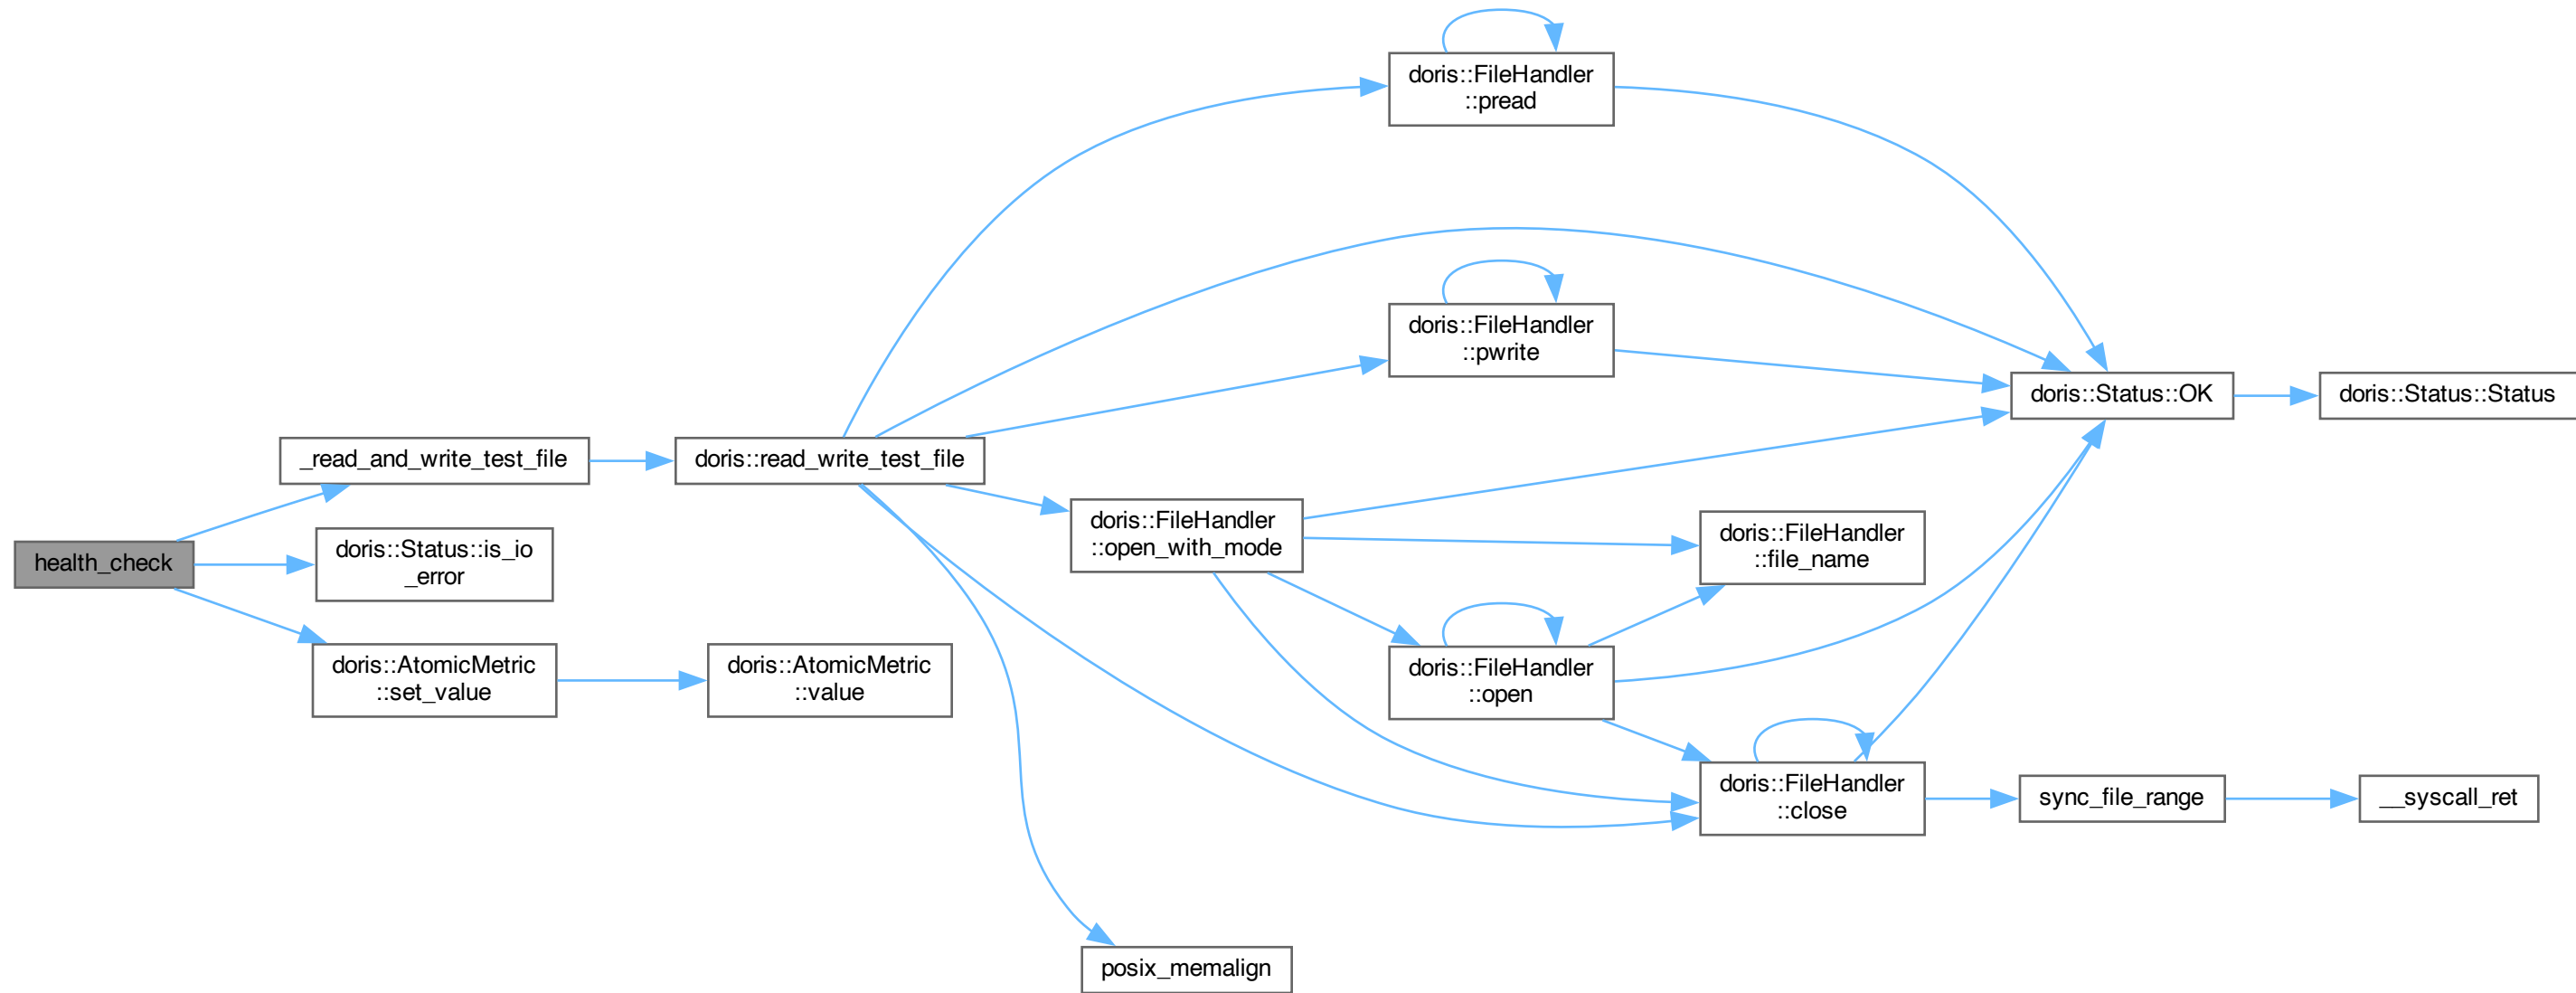 health_check
_read_and_write_test_file
doris::Status::is_io
_error
doris::AtomicMetric
::set_value
doris::read_write_test_file
doris::AtomicMetric
::value
doris::FileHandler
::open_with_mode
posix_memalign
doris::FileHandler
::pread
doris::FileHandler
::pwrite
doris::FileHandler
::open
doris::FileHandler
::file_name
doris::FileHandler
::close
doris::Status::OK
sync_file_range
doris::Status::Status
__syscall_ret